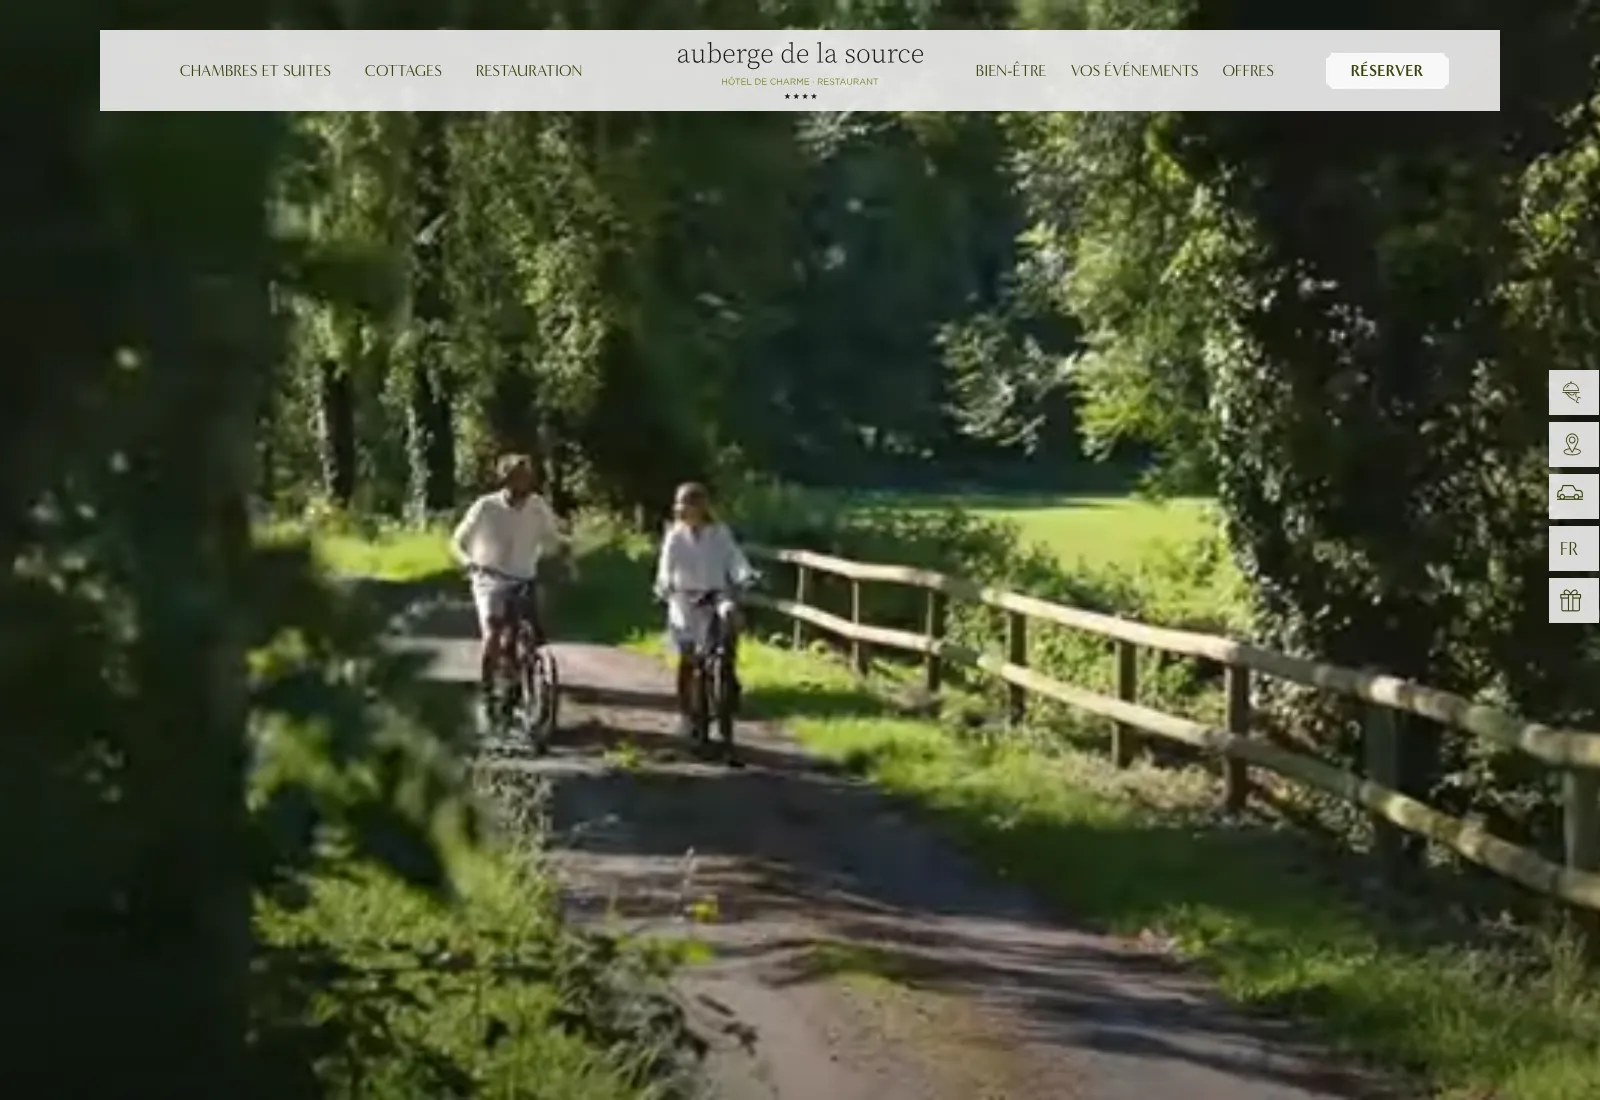 CHAMBRES ET SUITES
COTTAGES
RESTAURATION
auberge de la source
HÔTEL DE CHARME · RESTAURANT
★★★★
BIEN-ÊTRE
VOS ÉVÉNEMENTS
OFFRES
RÉSERVER
FR